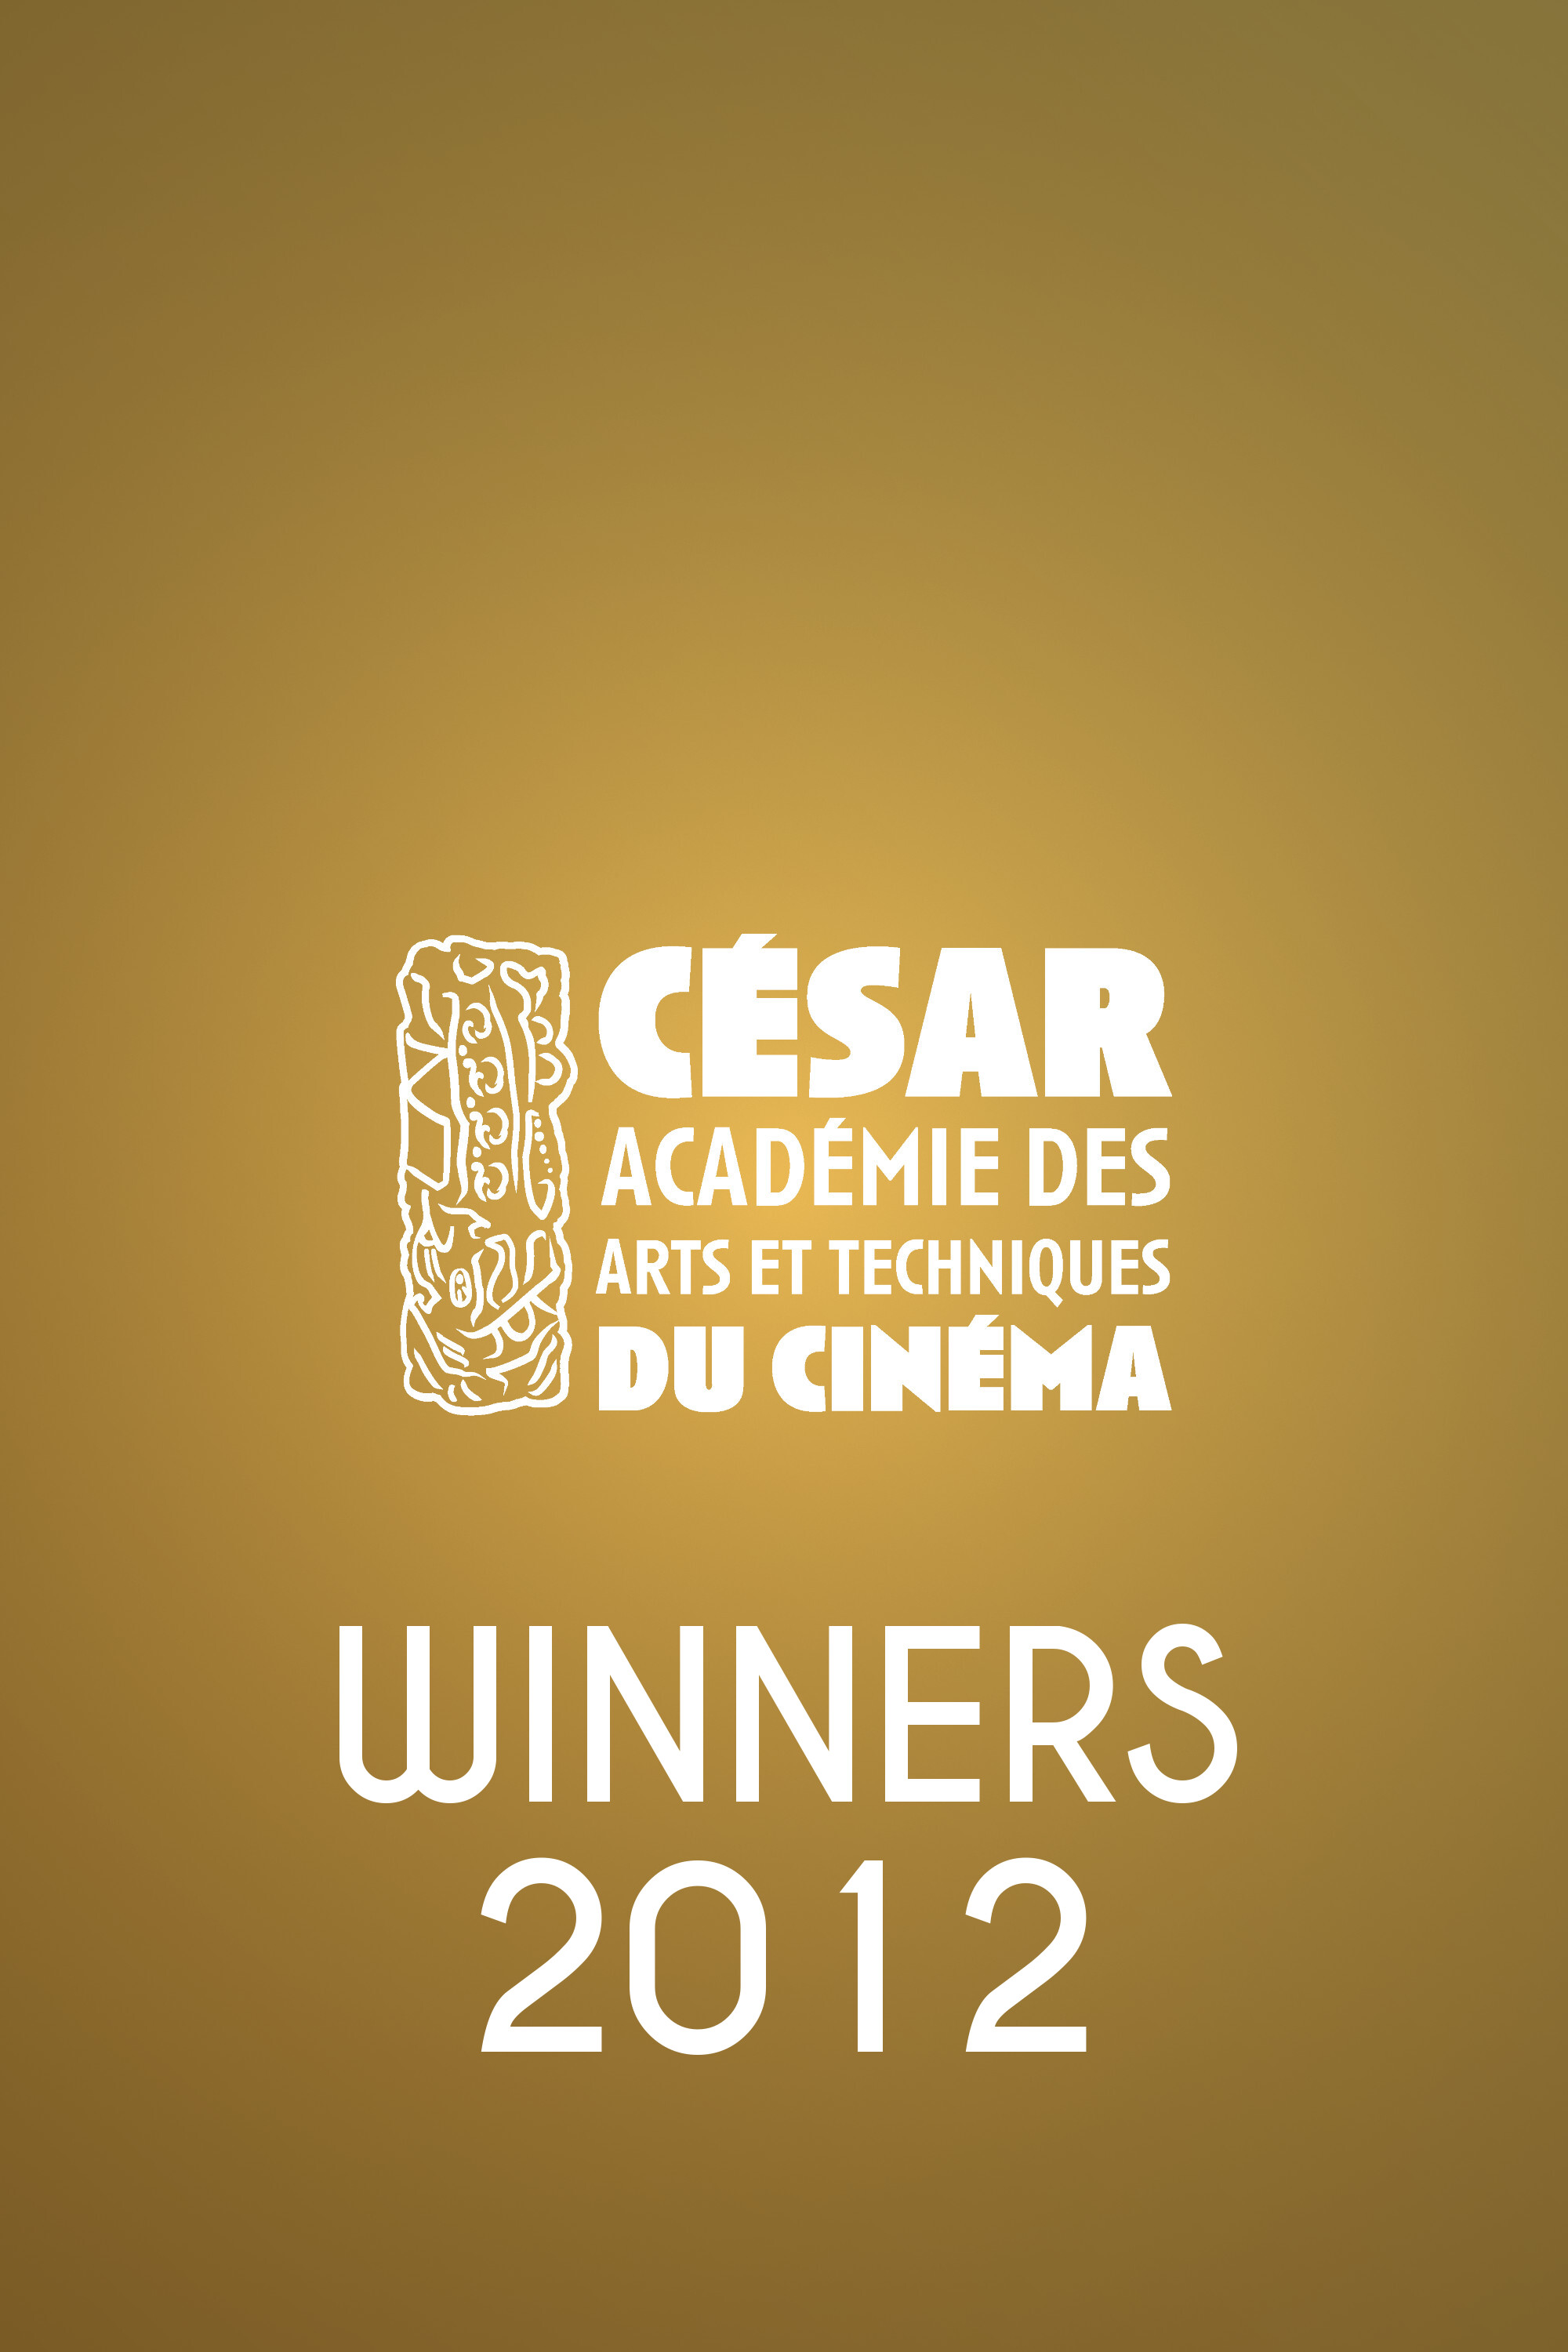 CÉSAR
ACADÉMIE DES
ARTS ET TECHNIQUES
DU CINÉMA
WINNERS
2012